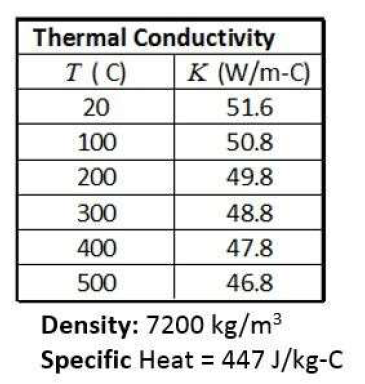 Thermal Conductivity
T ( C) K (W/m-C)
20 51.6
100 50.8
200 49.8
300 48.8
400 47.8
500 46.8
Density: 7200 kg/m³
Specific Heat = 447 J/kg-C